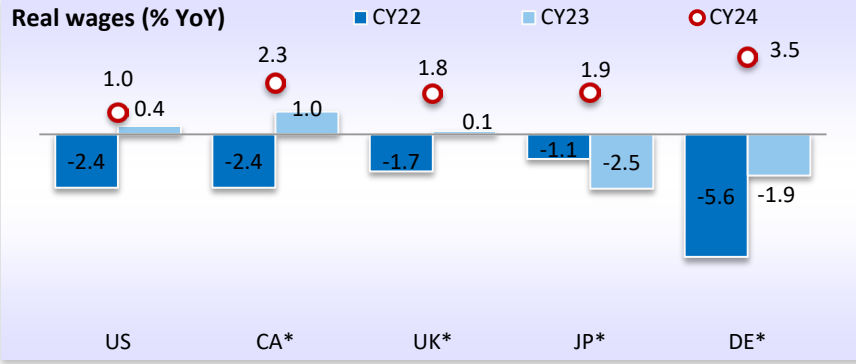 Real wages (% YoY)
CY22
CY23
CY24
1.0
0.4
-2.4
2.3
1.0
-2.4
1.8
0.1
-1.7
1.9
-1.1
-2.5
3.5
-5.6
-1.9
US
CA*
UK*
JP*
DE*